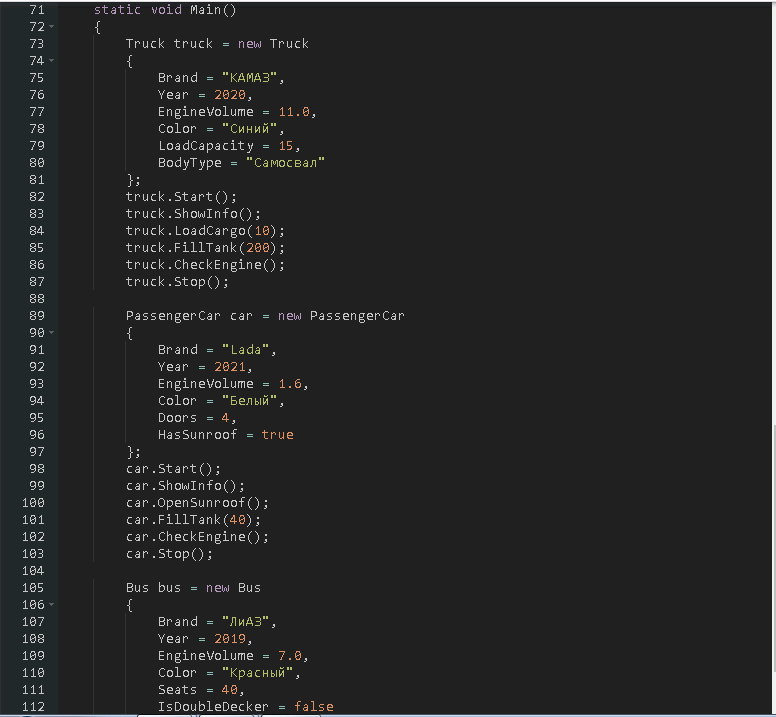 71 static void Main()
72 {
73 Truck truck = new Truck
74 {
75 Brand = "КАМАЗ",
76 Year = 2020,
77 EngineVolume = 11.0,
78 Color = "Синий",
79 LoadCapacity = 15,
80 BodyType = "Самосвал"
81 };
82 truck.Start();
83 truck.ShowInfo();
84 truck.LoadCargo(10);
85 truck.FillTank(200);
86 truck.CheckEngine();
87 truck.Stop();
88
89 PassengerCar car = new PassengerCar
90 {
91 Brand = "Lada",
92 Year = 2021,
93 EngineVolume = 1.6,
94 Color = "Белый",
95 Doors = 4,
96 HasSunroof = true
97 };
98 car.Start();
99 car.ShowInfo();
100 car.OpenSunroof();
101 car.FillTank(40);
102 car.CheckEngine();
103 car.Stop();
104
105 Bus bus = new Bus
106 {
107 Brand = "ЛиАЗ",
108 Year = 2019,
109 EngineVolume = 7.0,
110 Color = "Красный",
111 Seats = 40,
112 IsDoubleDecker = false